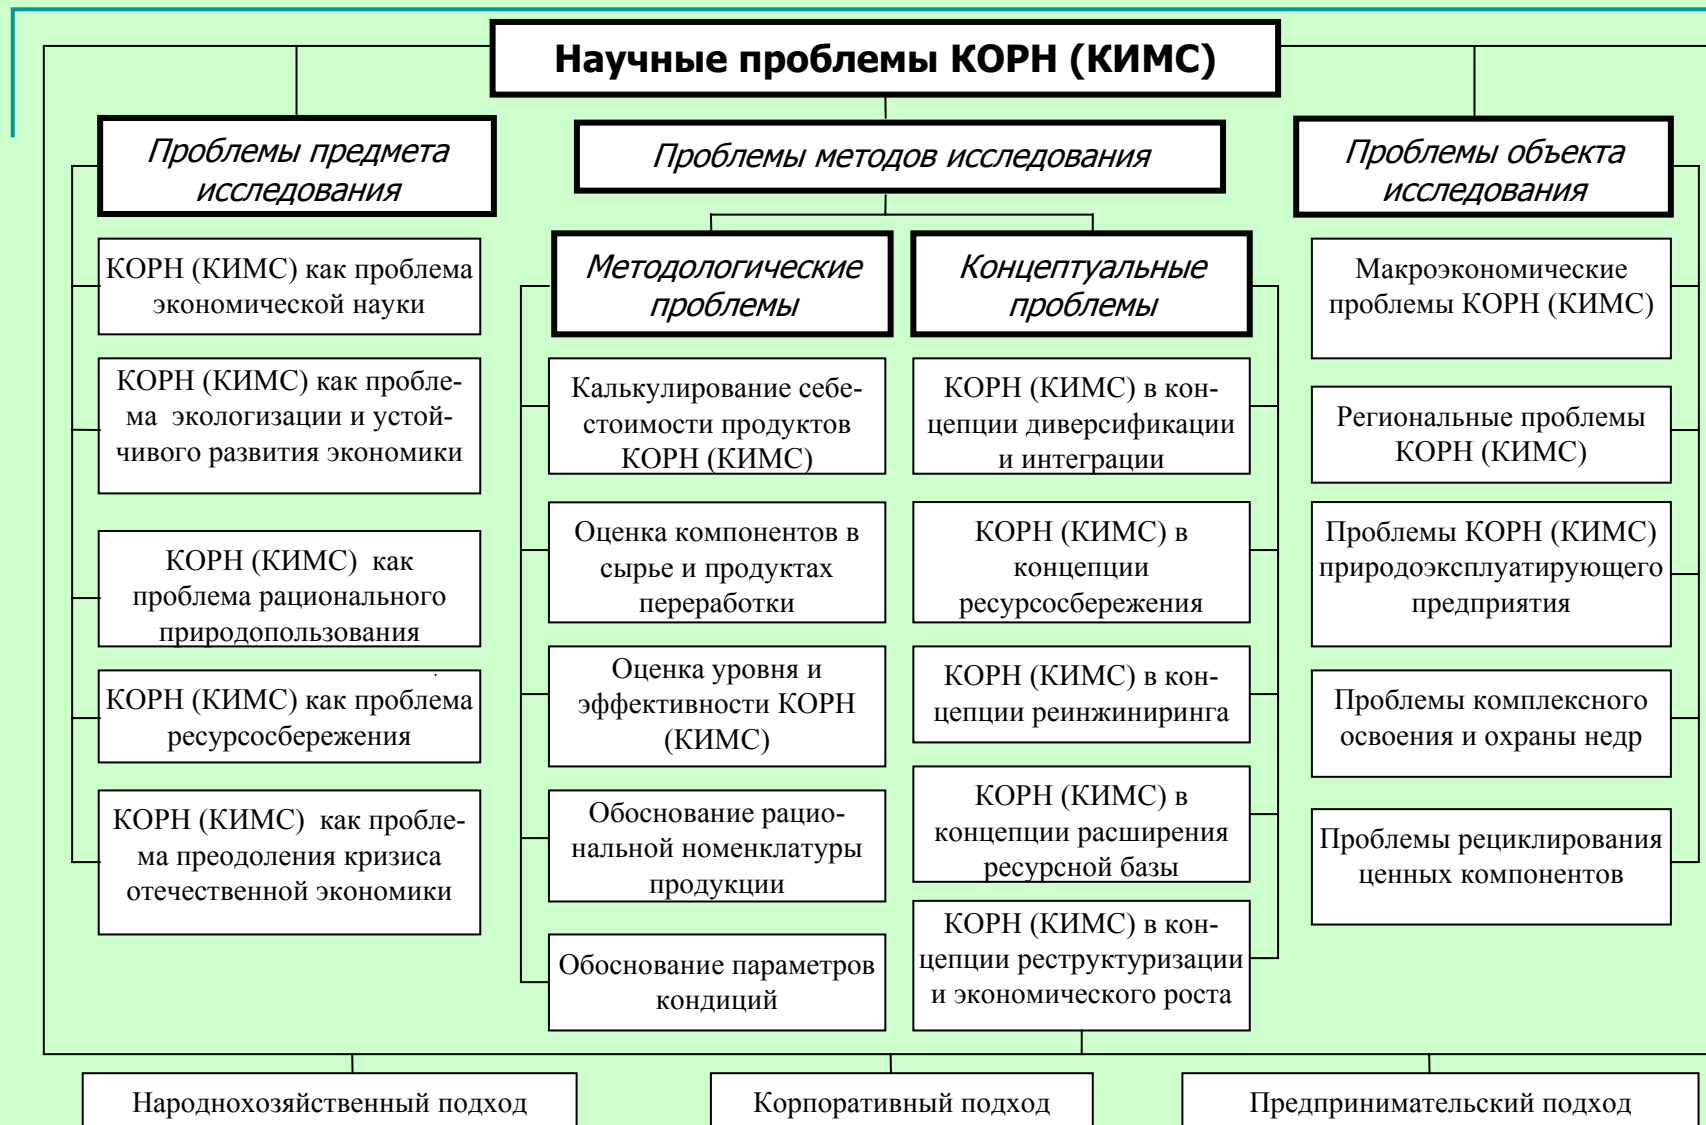 Научные проблемы КОРН (КИМС)
Проблемы предмета
исследования
КОРН (КИМС) как проблема
экономической науки
КОРН (КИМС) как пробле-
ма экологизации и устой-
чивого развития экономики
КОРН (КИМС) как
проблема рационального
природопользования
КОРН (КИМС) как проблема
ресурсосбережения
КОРН (КИМС) как пробле-
ма преодоления кризиса
отечественной экономики
Проблемы методов исследования
Методологические
проблемы
Калькулирование себе-
стоимости продуктов
КОРН (КИМС)
Оценка компонентов в
сырье и продуктах
переработки
Оценка уровня и
эффективности КОРН
(КИМС)
Обоснование рацио-
нальной номенклатуры
продукции
Обоснование параметров
кондиций
Концептуальные
проблемы
КОРН (КИМС) в кон-
цепции диверсификации
и интеграции
КОРН (КИМС) в
концепции
ресурсосбережения
КОРН (КИМС) в кон-
цепции реинжиниринга
КОРН (КИМС) в
концепции расширения
ресурсной базы
КОРН (КИМС) в кон-
цепции реструктуризации
и экономического роста
Проблемы объекта
исследования
Макроэкономические
проблемы КОРН (КИМС)
Региональные проблемы
КОРН (КИМС)
Проблемы КОРН (КИМС)
природоэксплуатирующего
предприятия
Проблемы комплексного
освоения и охраны недр
Проблемы рециклирования
ценных компонентов
Народнохозяйственный подход
Корпоративный подход
Предпринимательский подход